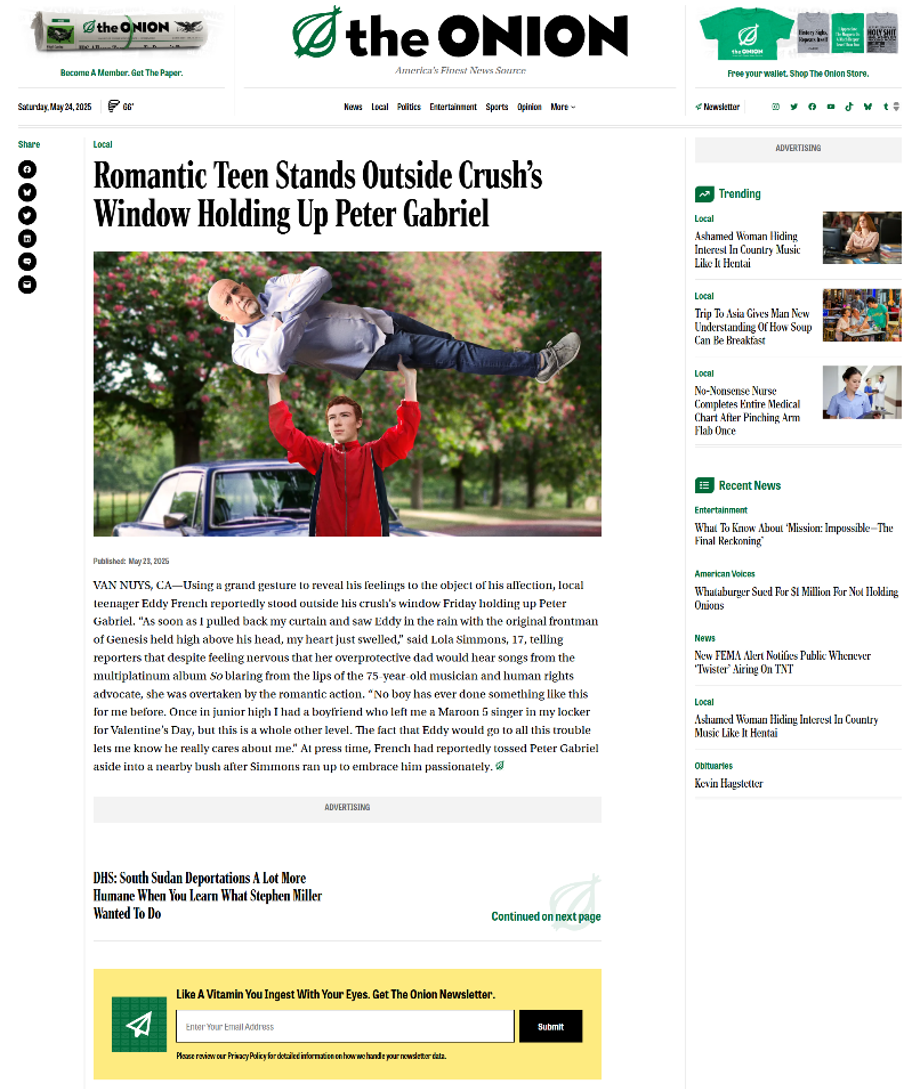 the ONION
America's Finest News Source
Become A Member. Get The Paper.
Free your wallet. Shop The Onion Store.
Saturday, May 24, 2025
66°
News Local Politics Entertainment Sports Opinion More
Newsletter
Share
Local
Romantic Teen Stands Outside Crush's
Window Holding Up Peter Gabriel
Published: May 23, 2025
VAN NUYS, CA—Using a grand gesture to reveal his feelings to the object of his affection, local
teenager Eddy French reportedly stood outside his crush's window Friday holding up Peter
Gabriel. "As soon as I pulled back my curtain and saw Eddy in the rain with the original frontman
of Genesis held high above his head, my heart just swelled," said Lola Simmons, 17, telling
reporters that despite feeling nervous that her overprotective dad would hear songs from the
multiplatinum album So blaring from the lips of the 75-year-old musician and human rights
advocate, she was overtaken by the romantic action. "No boy has ever done something like this
for me before. Once in junior high I had a boyfriend who left me a Maroon 5 singer in my locker
for Valentine's Day, but this is a whole other level. The fact that Eddy would go to all this trouble
lets me know he really cares about me." At press time, French had reportedly tossed Peter Gabriel
aside into a nearby bush after Simmons ran up to embrace him passionately.
ADVERTISING
DHS: South Sudan Deportations A Lot More
Humane When You Learn What Stephen Miller
Wanted To Do
Continued on next page
Like A Vitamin You Ingest With Your Eyes. Get The Onion Newsletter.
Enter Your Email Address
Submit
Please review our Privacy Policy for detailed information on how we handle your newsletter data.
ADVERTISING
Trending
Local
Ashamed Woman Hiding
Interest In Country Music
Like It Hentai
Local
Trip To Asia Gives Man New
Understanding Of How Soup
Can Be Breakfast
Local
No-Nonsense Nurse
Completes Entire Medical
Chart After Pinching Arm
Flab Once
Recent News
Entertainment
What To Know About 'Mission: Impossible—The
Final Reckoning'
American Voices
Whataburger Sued For $1 Million For Not Holding
Onions
News
New FEMA Alert Notifies Public Whenever
'Twister' Airing On TNT
Local
Ashamed Woman Hiding Interest In Country
Music Like It Hentai
Obituaries
Kevin Hagstetter